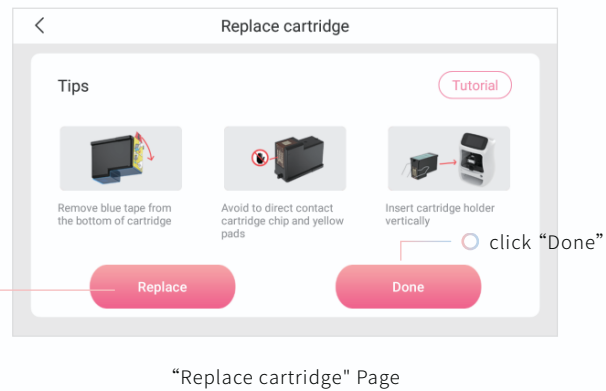 Replace cartridge
Tips
Tutorial
Remove blue tape from
the bottom of cartridge
Avoid to direct contact
cartridge chip and yellow
pads
Insert cartridge holder
vertically
click “Done”
Replace
Done
“Replace cartridge" Page